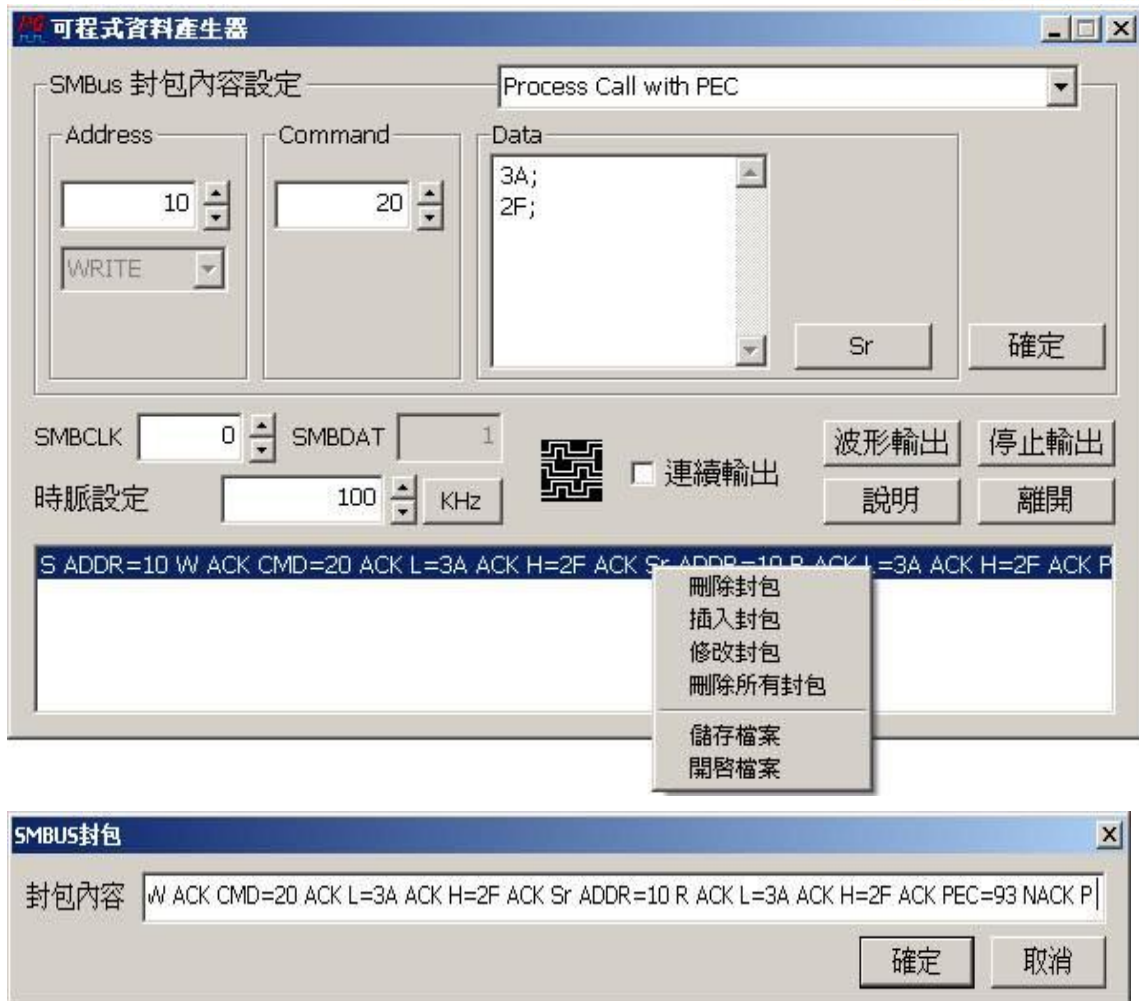 PG 可程式資料產生器
SMBus 封包內容設定
Process Call with PEC
Address
Command
Data
10
20
3A;
2F;
WRITE
Sr
確定
SMBCLK
0
SMBDAT
1
連續輸出
波形輸出
停止輸出
時脈設定
100
KHz
說明
離開
S ADDR=10 W ACK CMD=20 ACK L=3A ACK H=2F ACK Sr ADDR=10 R ACK L=3A ACK H=2F ACK P
刪除封包
插入封包
修改封包
刪除所有封包
儲存檔案
開啓檔案
SMBUS封包
封包內容
W ACK CMD=20 ACK L=3A ACK H=2F ACK Sr ADDR=10 R ACK L=3A ACK H=2F ACK PEC=93 NACK P
確定
取消